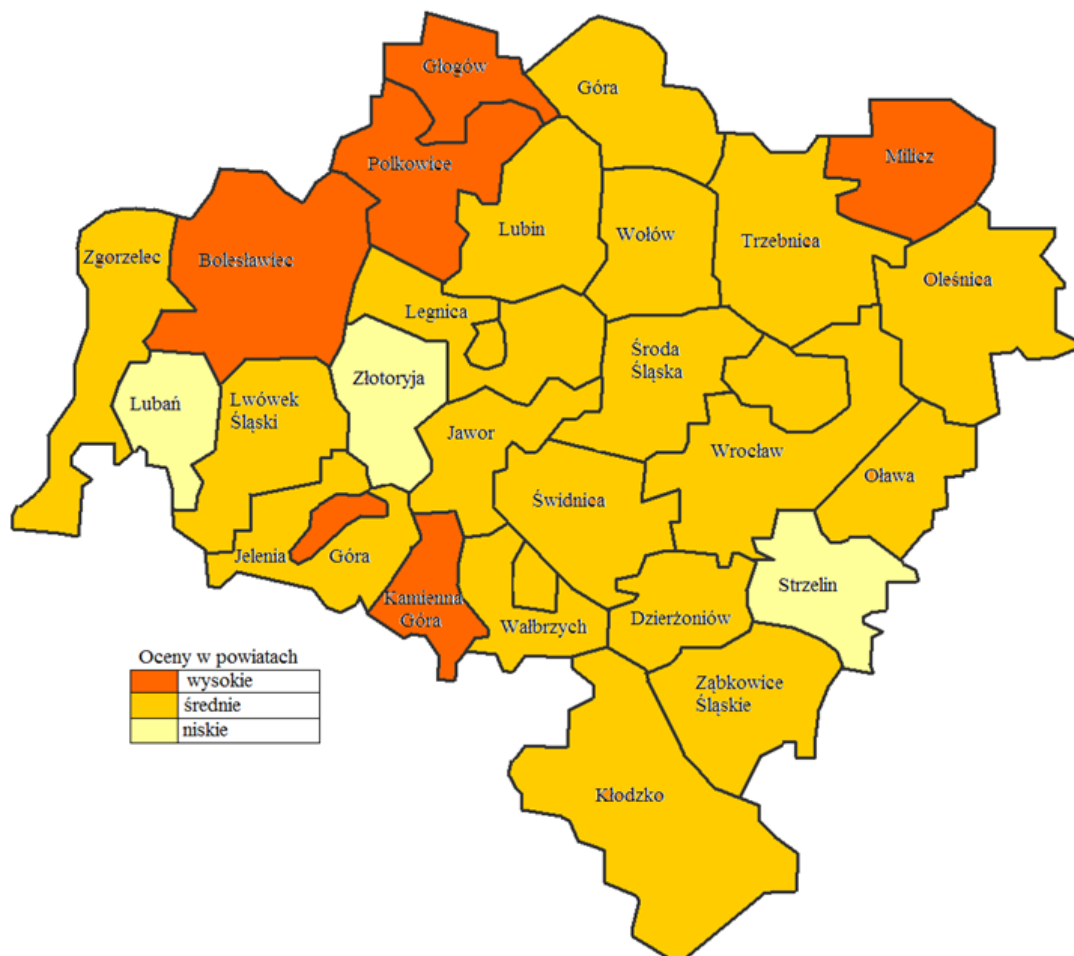 Głogów
Góra
Milicz
Polkowice
Lubin
Wołów
Trzebnica
Zgorzelec
Bolesławiec
Oleśnica
Legnica
Środa
Śląska
Złotoryja
Lubań
Lwówek
Śląski
Jawor
Wrocław
Oława
Świdnica
Jelenia Góra
Strzelin
Kamienna
Góra
Wałbrzych
Dzierżoniów
Ząbkowice
Śląskie
Kłodzko
Oceny w powiatach
wysokie
średnie
niskie